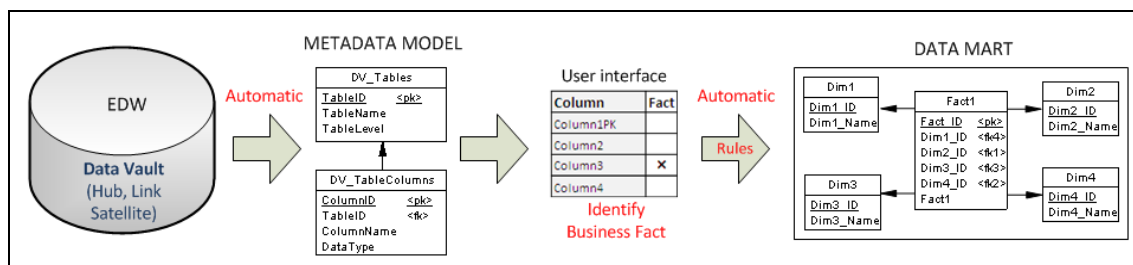 EDW
Data Vault
(Hub, Link
Satellite)
Automatic
METADATA MODEL
DV_Tables
TableID <pk>
TableName
TableLevel
DV_TableColumns
ColumnID <pk>
TableID <fk>
ColumnName
DataType
User interface
Column Fact
Column1PK
Column2
Column3 ×
Column4
Identify
Business Fact
Automatic
Rules
DATA MART
Dim1
Dim1_ID
Dim1_Name
Dim3
Dim3_ID
Dim3_Name
Fact1
Fact_ID <pk>
Dim1_ID <fk4>
Dim2_ID <fk1>
Dim3_ID <fk3>
Dim4_ID <fk2>
Fact1
Dim2
Dim2_ID
Dim2_Name
Dim4
Dim4_ID
Dim4_Name